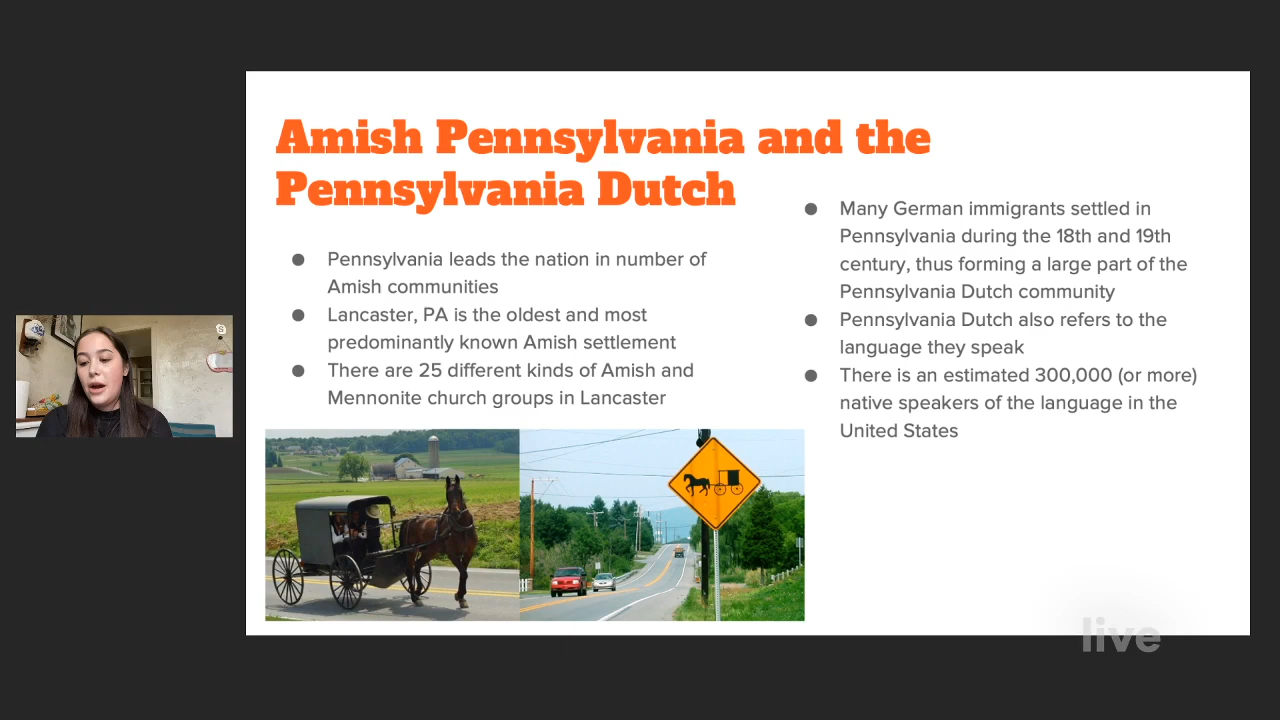 Amish Pennsylvania and the
Pennsylvania Dutch
Pennsylvania leads the nation in number of
Amish communities
Lancaster, PA is the oldest and most
predominantly known Amish settlement
There are 25 different kinds of Amish and
Mennonite church groups in Lancaster
Many German immigrants settled in
Pennsylvania during the 18th and 19th
century, thus forming a large part of the
Pennsylvania Dutch community
Pennsylvania Dutch also refers to the
language they speak
There is an estimated 300,000 (or more)
native speakers of the language in the
United States
live